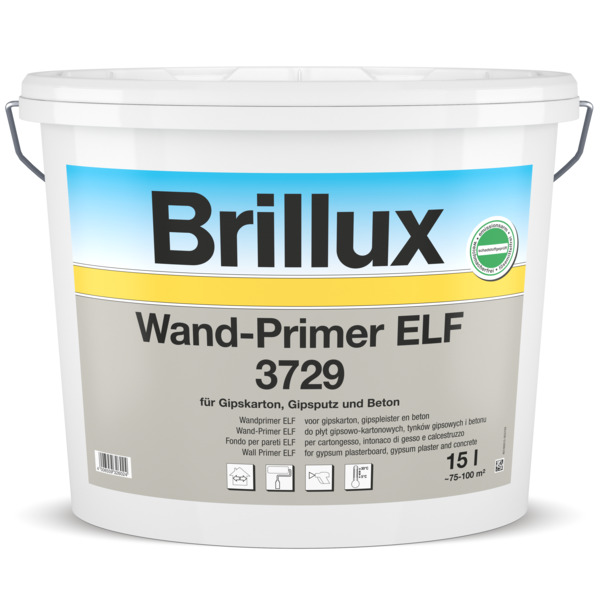 Brillux
emissionsarm
schadstoffgeprüft
Wand-Primer ELF
3729
für Gipskarton, Gipsputz und Beton
Wandprimer ELF voor gipskarton, gipspleister en beton
Wand-Primer ELF do płyt gipsowo-kartonowych, tynków gipsowych i betonu
Fondo per pareti ELF per cartongesso, intonaco di gesso e calcestruzzo
Wall Primer ELF for gypsum plasterboard, gypsum plaster and concrete
15 l
~75-100 m²